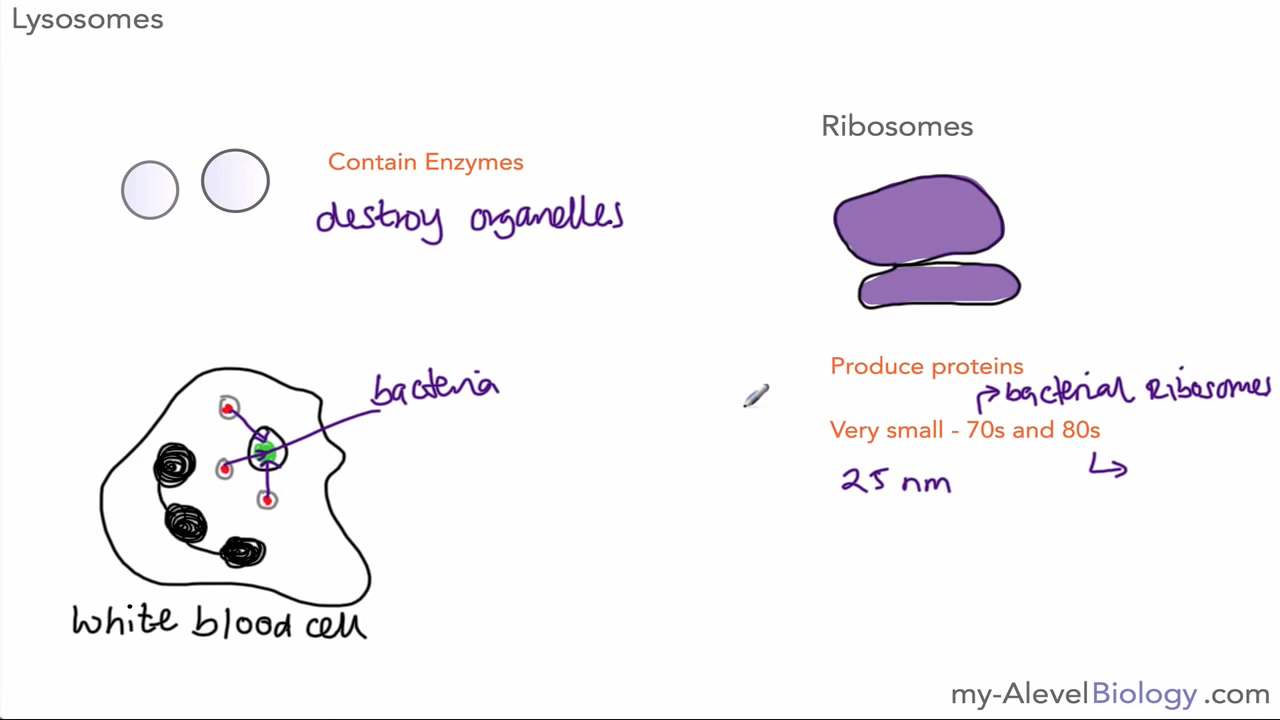 Lysosomes
Contain Enzymes
destroy organelles
bacteria
white blood cell
Ribosomes
Produce proteins
bacterial Ribosomes
Very small - 70s and 80s
25 nm
my-AlevelBiology.com